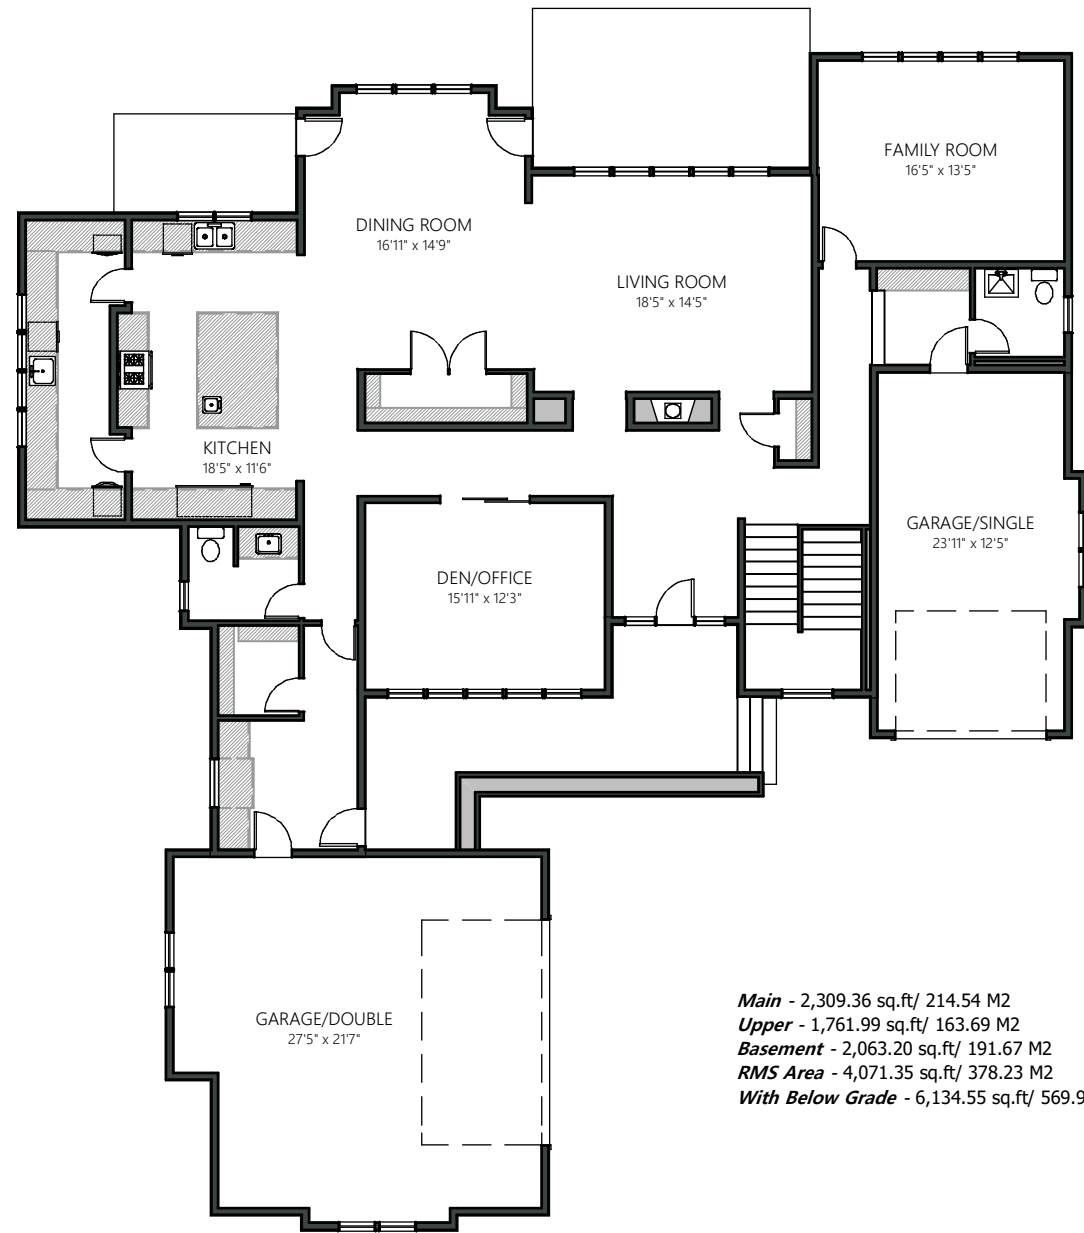 FAMILY ROOM
16'5" x 13'5"
DINING ROOM
16'11" x 14'9"
LIVING ROOM
18'5" x 14'5"
KITCHEN
18'5" x 11'6"
GARAGE/SINGLE
23'11" x 12'5"
DEN/OFFICE
15'11" x 12'3"
GARAGE/DOUBLE
27'5" x 21'7"
Main - 2,309.36 sq.ft/ 214.54 M2
Upper - 1,761.99 sq.ft/ 163.69 M2
Basement - 2,063.20 sq.ft/ 191.67 M2
RMS Area - 4,071.35 sq.ft/ 378.23 M2
With Below Grade - 6,134.55 sq.ft/ 569.9